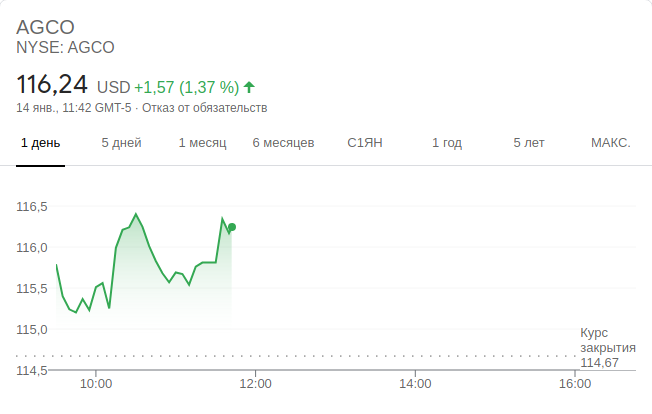 AGCO
NYSE: AGCO
116,24 USD +1,57 (1,37 %)
14 янв., 11:42 GMT-5 · Отказ от обязательств
1 день 5 дней 1 месяц 6 месяцев С1ЯН 1 год 5 лет МАКС.
116,5
116,0
115,5
115,0
Курс
закрытия
114,67
114,5
10:00 12:00 14:00 16:00